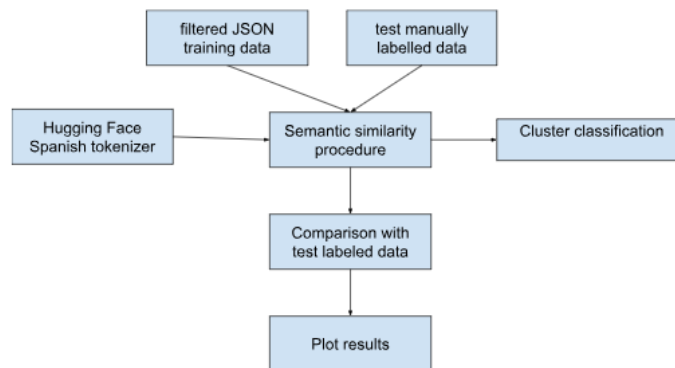 filtered JSON
training data
test manually
labelled data
Hugging Face
Spanish tokenizer
Semantic similarity
procedure
Cluster classification
Comparison with
test labeled data
Plot results